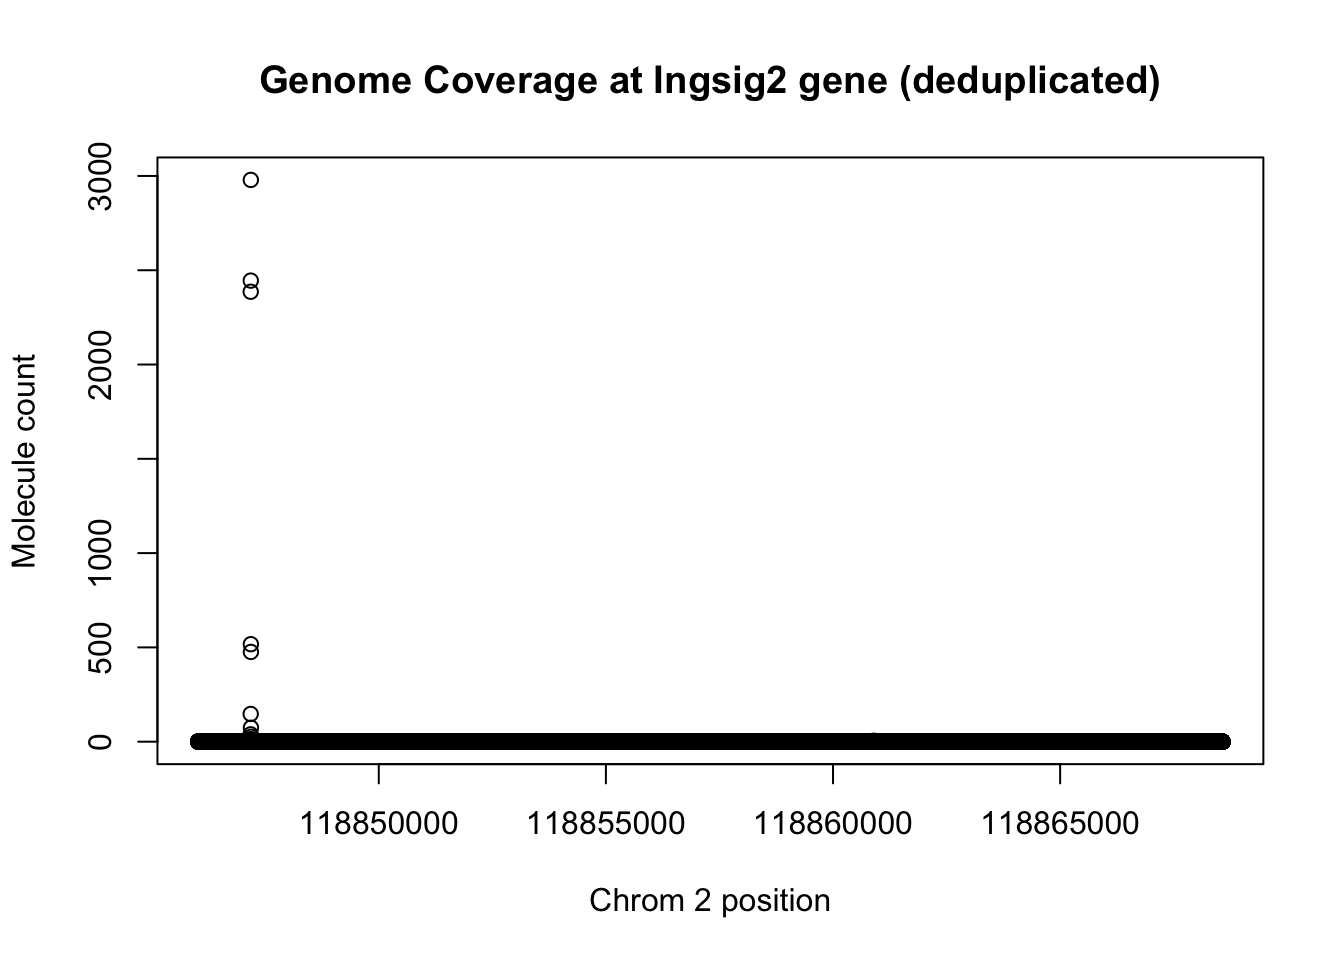 Genome Coverage at Ingsig2 gene (deduplicated)
Molecule count
3000
2000
1000
500
0
118850000 118855000 118860000 118865000
Chrom 2 position